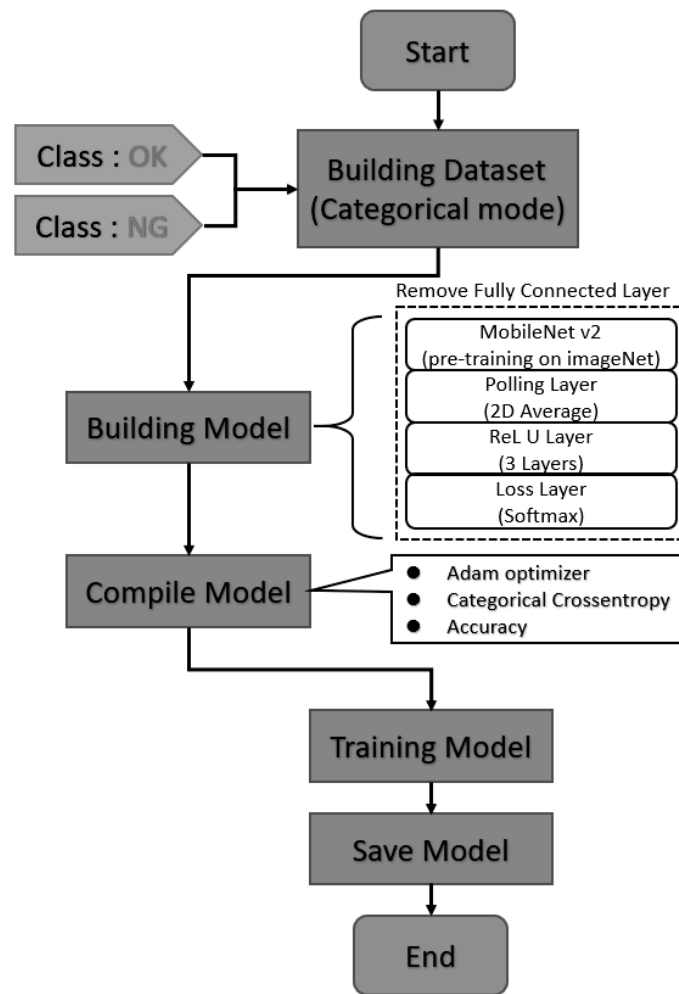 Start
Class : OK
Class : NG
Building Dataset
(Categorical mode)
Remove Fully Connected Layer
MobileNet v2
(pre-training on imageNet)
Polling Layer
(2D Average)
ReL U Layer
(3 Layers)
Loss Layer
(Softmax)
Building Model
Compile Model
● Adam optimizer
● Categorical Crossentropy
● Accuracy
Training Model
Save Model
End